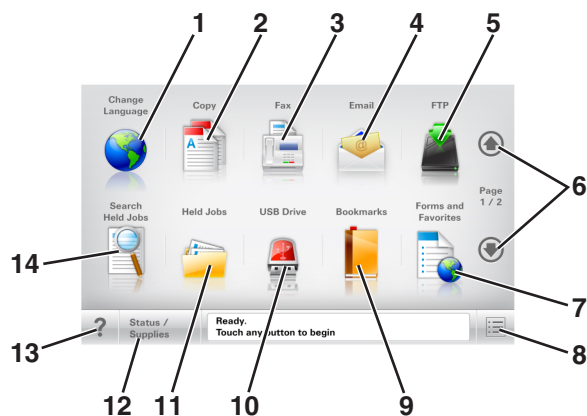 1 2 3 4 5
Change
Language
Copy
Fax
Email
FTP
A
@
6
Page
1 / 2
Search
Held Jobs
Held Jobs
USB Drive
Bookmarks
Forms and
Favorites
14
7
?
Status /
Supplies
Ready.
Touch any button to begin
8
13
12
11
10
9